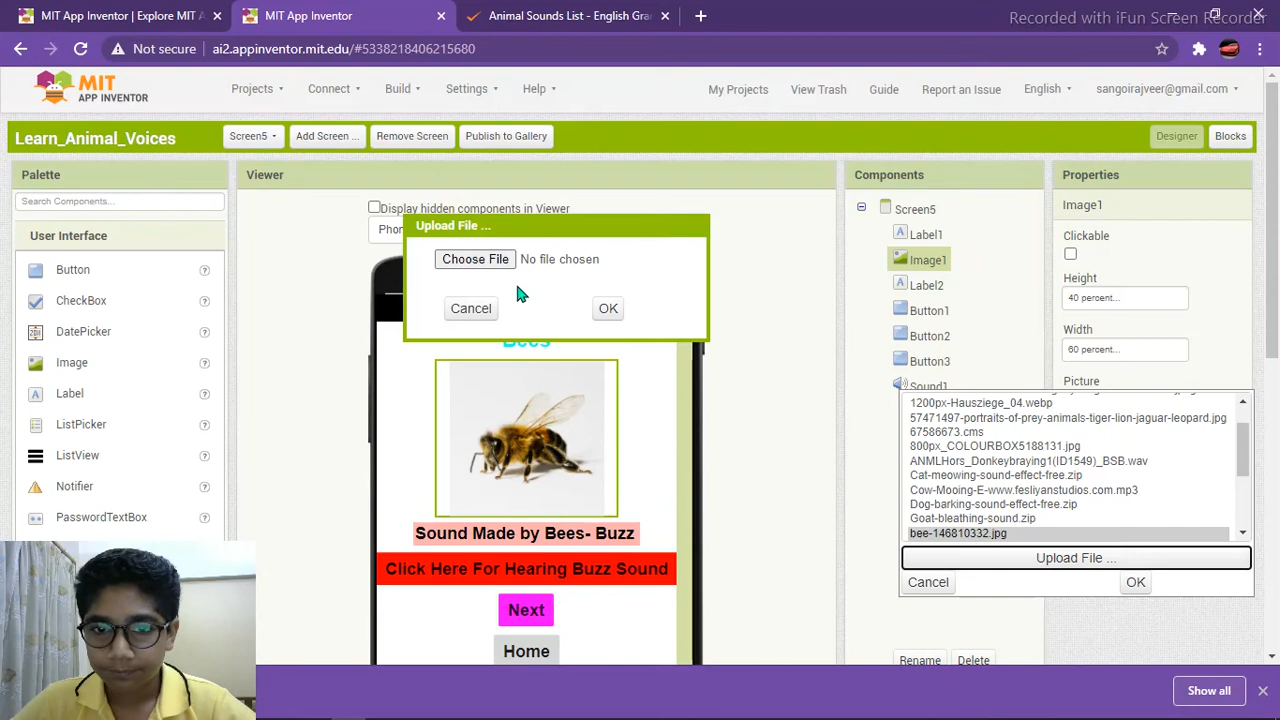 MIT App Inventor | Explore MIT A
MIT App Inventor
Animal Sounds List - English Gra
Recorded with iFun Screen Recorder
Not secure
ai2.appinventor.mit.edu/#5338218406215680
MIT
APP INVENTOR
Projects
Connect
Build
Settings
Help
My Projects
View Trash
Guide
Report an Issue
English
sangoirajveer@gmail.com
Learn_Animal_Voices
Screen5
Add Screen ...
Remove Screen
Publish to Gallery
Designer
Blocks
Palette
Viewer
Components
Properties
Search Components...
User Interface
Button
?
CheckBox
?
DatePicker
?
Image
?
Label
?
ListPicker
?
ListView
?
Notifier
?
PasswordTextBox
?
Display hidden components in Viewer
Phon
Upload File ...
Choose File No file chosen
Cancel
OK
Bees
Sound Made by Bees- Buzz
Click Here For Hearing Buzz Sound
Next
Home
Screen5
Label1
Image1
Label2
Button1
Button2
Button3
Sound1
Rename
Delete
Image1
Clickable
Height
40 percent...
Width
60 percent...
Picture
1200px-Hausziege_04.webp
57471497-portraits-of-prey-animals-tiger-lion-jaguar-leopard.jpg
67586673.cms
800px_COLOURBOX5188131.jpg
ANMLHors_Donkeybraying1(ID1549)_BSB.wav
Cat-meowing-sound-effect-free.zip
Cow-Mooing-E-www.fesliyanstudios.com.mp3
Dog-barking-sound-effect-free.zip
Goat-bleathing-sound.zip
bee-146810332.jpg
Upload File ...
Cancel
OK
Show all